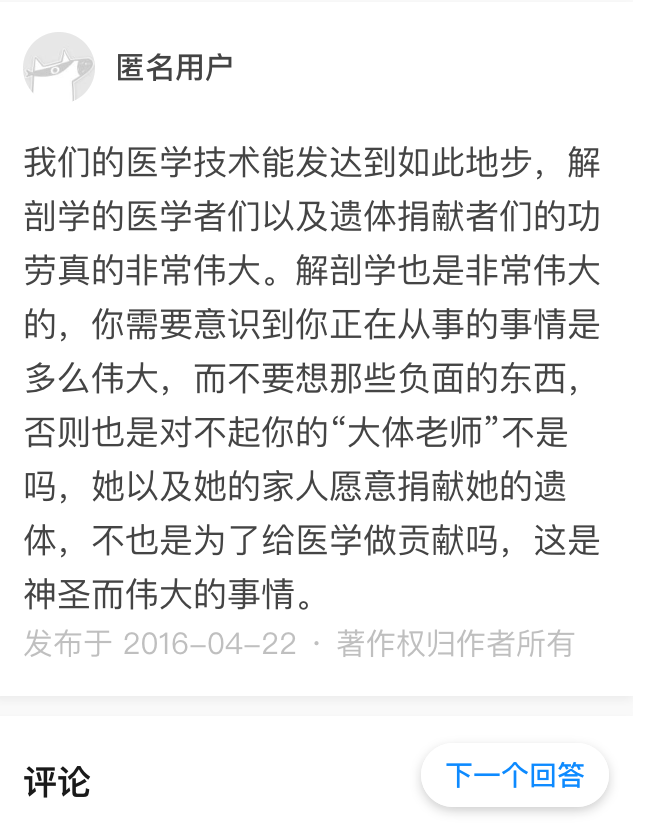 匿名用户
我们的医学技术能发达到如此地步，解
剖学的医学者们以及遗体捐献者们的功
劳真的非常伟大。解剖学也是非常伟大
的，你需要意识到你正在从事的事情是
多么伟大，而不要想那些负面的东西，
否则也是对不起你的“大体老师”不是
吗，她以及她的家人愿意捐献她的遗
体，不也是为了给医学做贡献吗，这是
神圣而伟大的事情。
发布于 2016-04-22 · 著作权归作者所有
评论
下一个回答